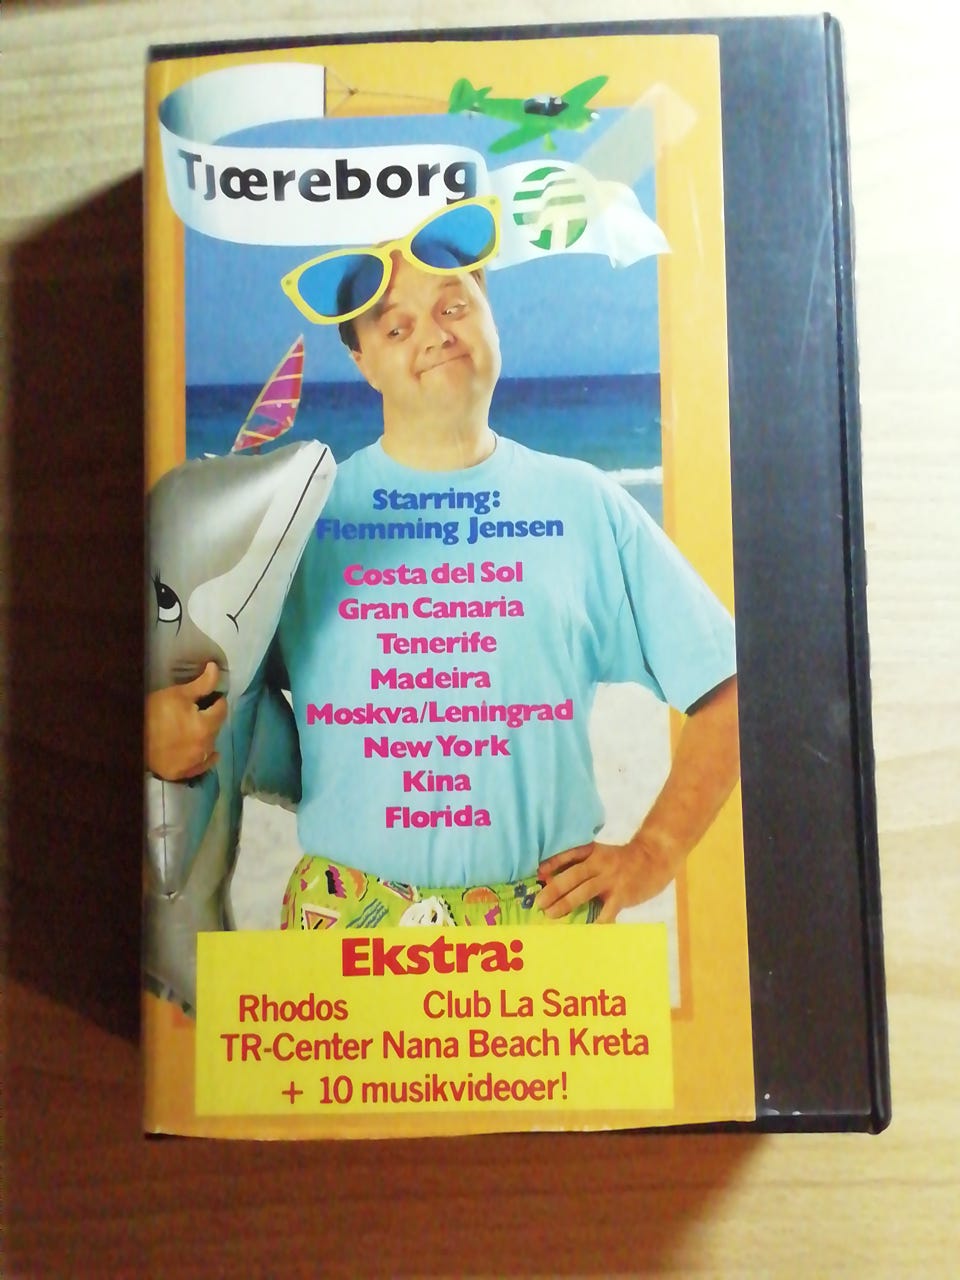 Tjæreborg
Starring:
Flemming Jensen
Costa del Sol
Gran Canaria
Tenerife
Madeira
Moskva/Leningrad
New York
Kina
Florida
Ekstra:
Rhodos Club La Santa
TR-Center Nana Beach Kreta
+ 10 musikvideoer!